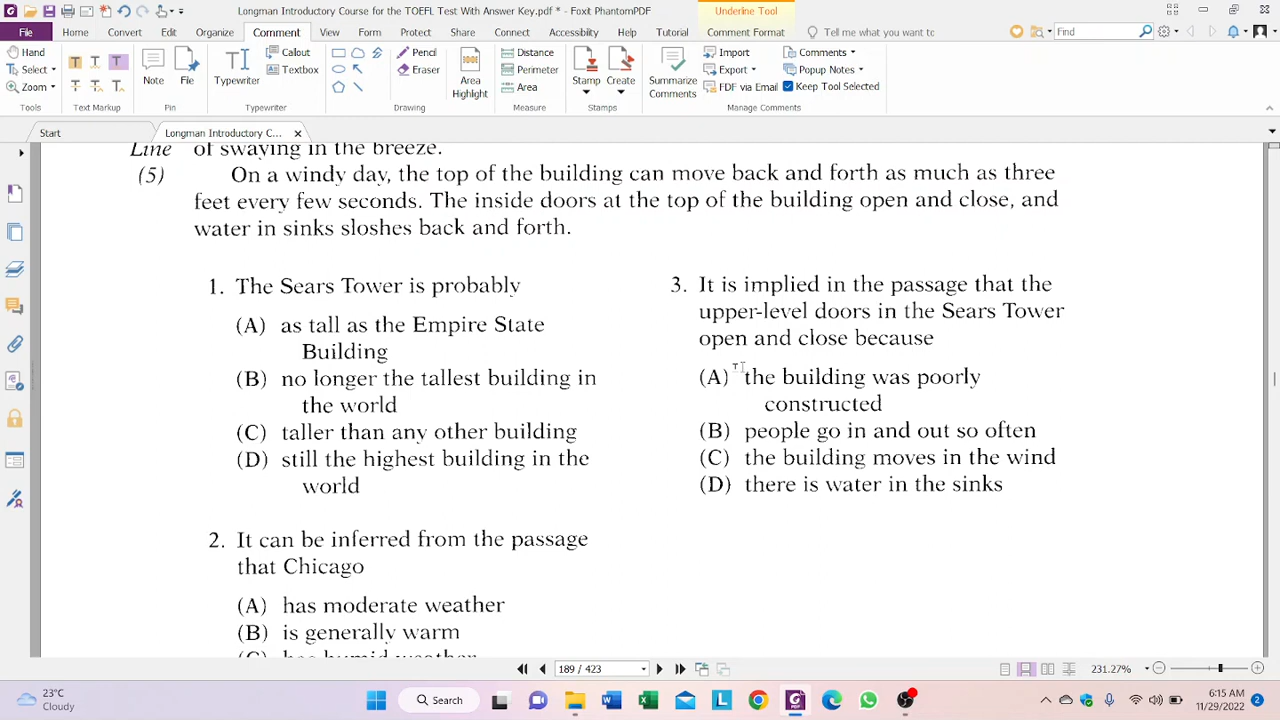 Longman Introductory Course for the TOEFL Test With Answer Key.pdf * - Foxit PhantomPDF
Underline Tool
File
Home
Convert
Edit
Organize
Comment
View
Form
Protect
Share
Connect
Accessibility
Help
Tutorial
Comment Format
Tell me what you want to do
Find
Hand
Select
Zoom
Tools
Text Markup
Note
File
Pin
Typewriter
Callout
Textbox
Typewriter
Pencil
Eraser
Drawing
Area
Highlight
Distance
Perimeter
Area
Measure
Stamp
Create
Stamps
Summarize
Comments
Import
Export
FDF via Email
Comments
Popup Notes
Keep Tool Selected
Manage Comments
Start
Longman Introductory C...
Line of swaying in the breeze.
(5) On a windy day, the top of the building can move back and forth as much as three
feet every few seconds. The inside doors at the top of the building open and close, and
water in sinks sloshes back and forth.
1. The Sears Tower is probably
(A) as tall as the Empire State
Building
(B) no longer the tallest building in
the world
(C) taller than any other building
(D) still the highest building in the
world
2. It can be inferred from the passage
that Chicago
(A) has moderate weather
(B) is generally warm
(C) has humid weather
3. It is implied in the passage that the
upper-level doors in the Sears Tower
open and close because
(A) the building was poorly
constructed
(B) people go in and out so often
(C) the building moves in the wind
(D) there is water in the sinks
189 / 423
231.27%
23°C
Cloudy
Search
6:15 AM
11/29/2022
2